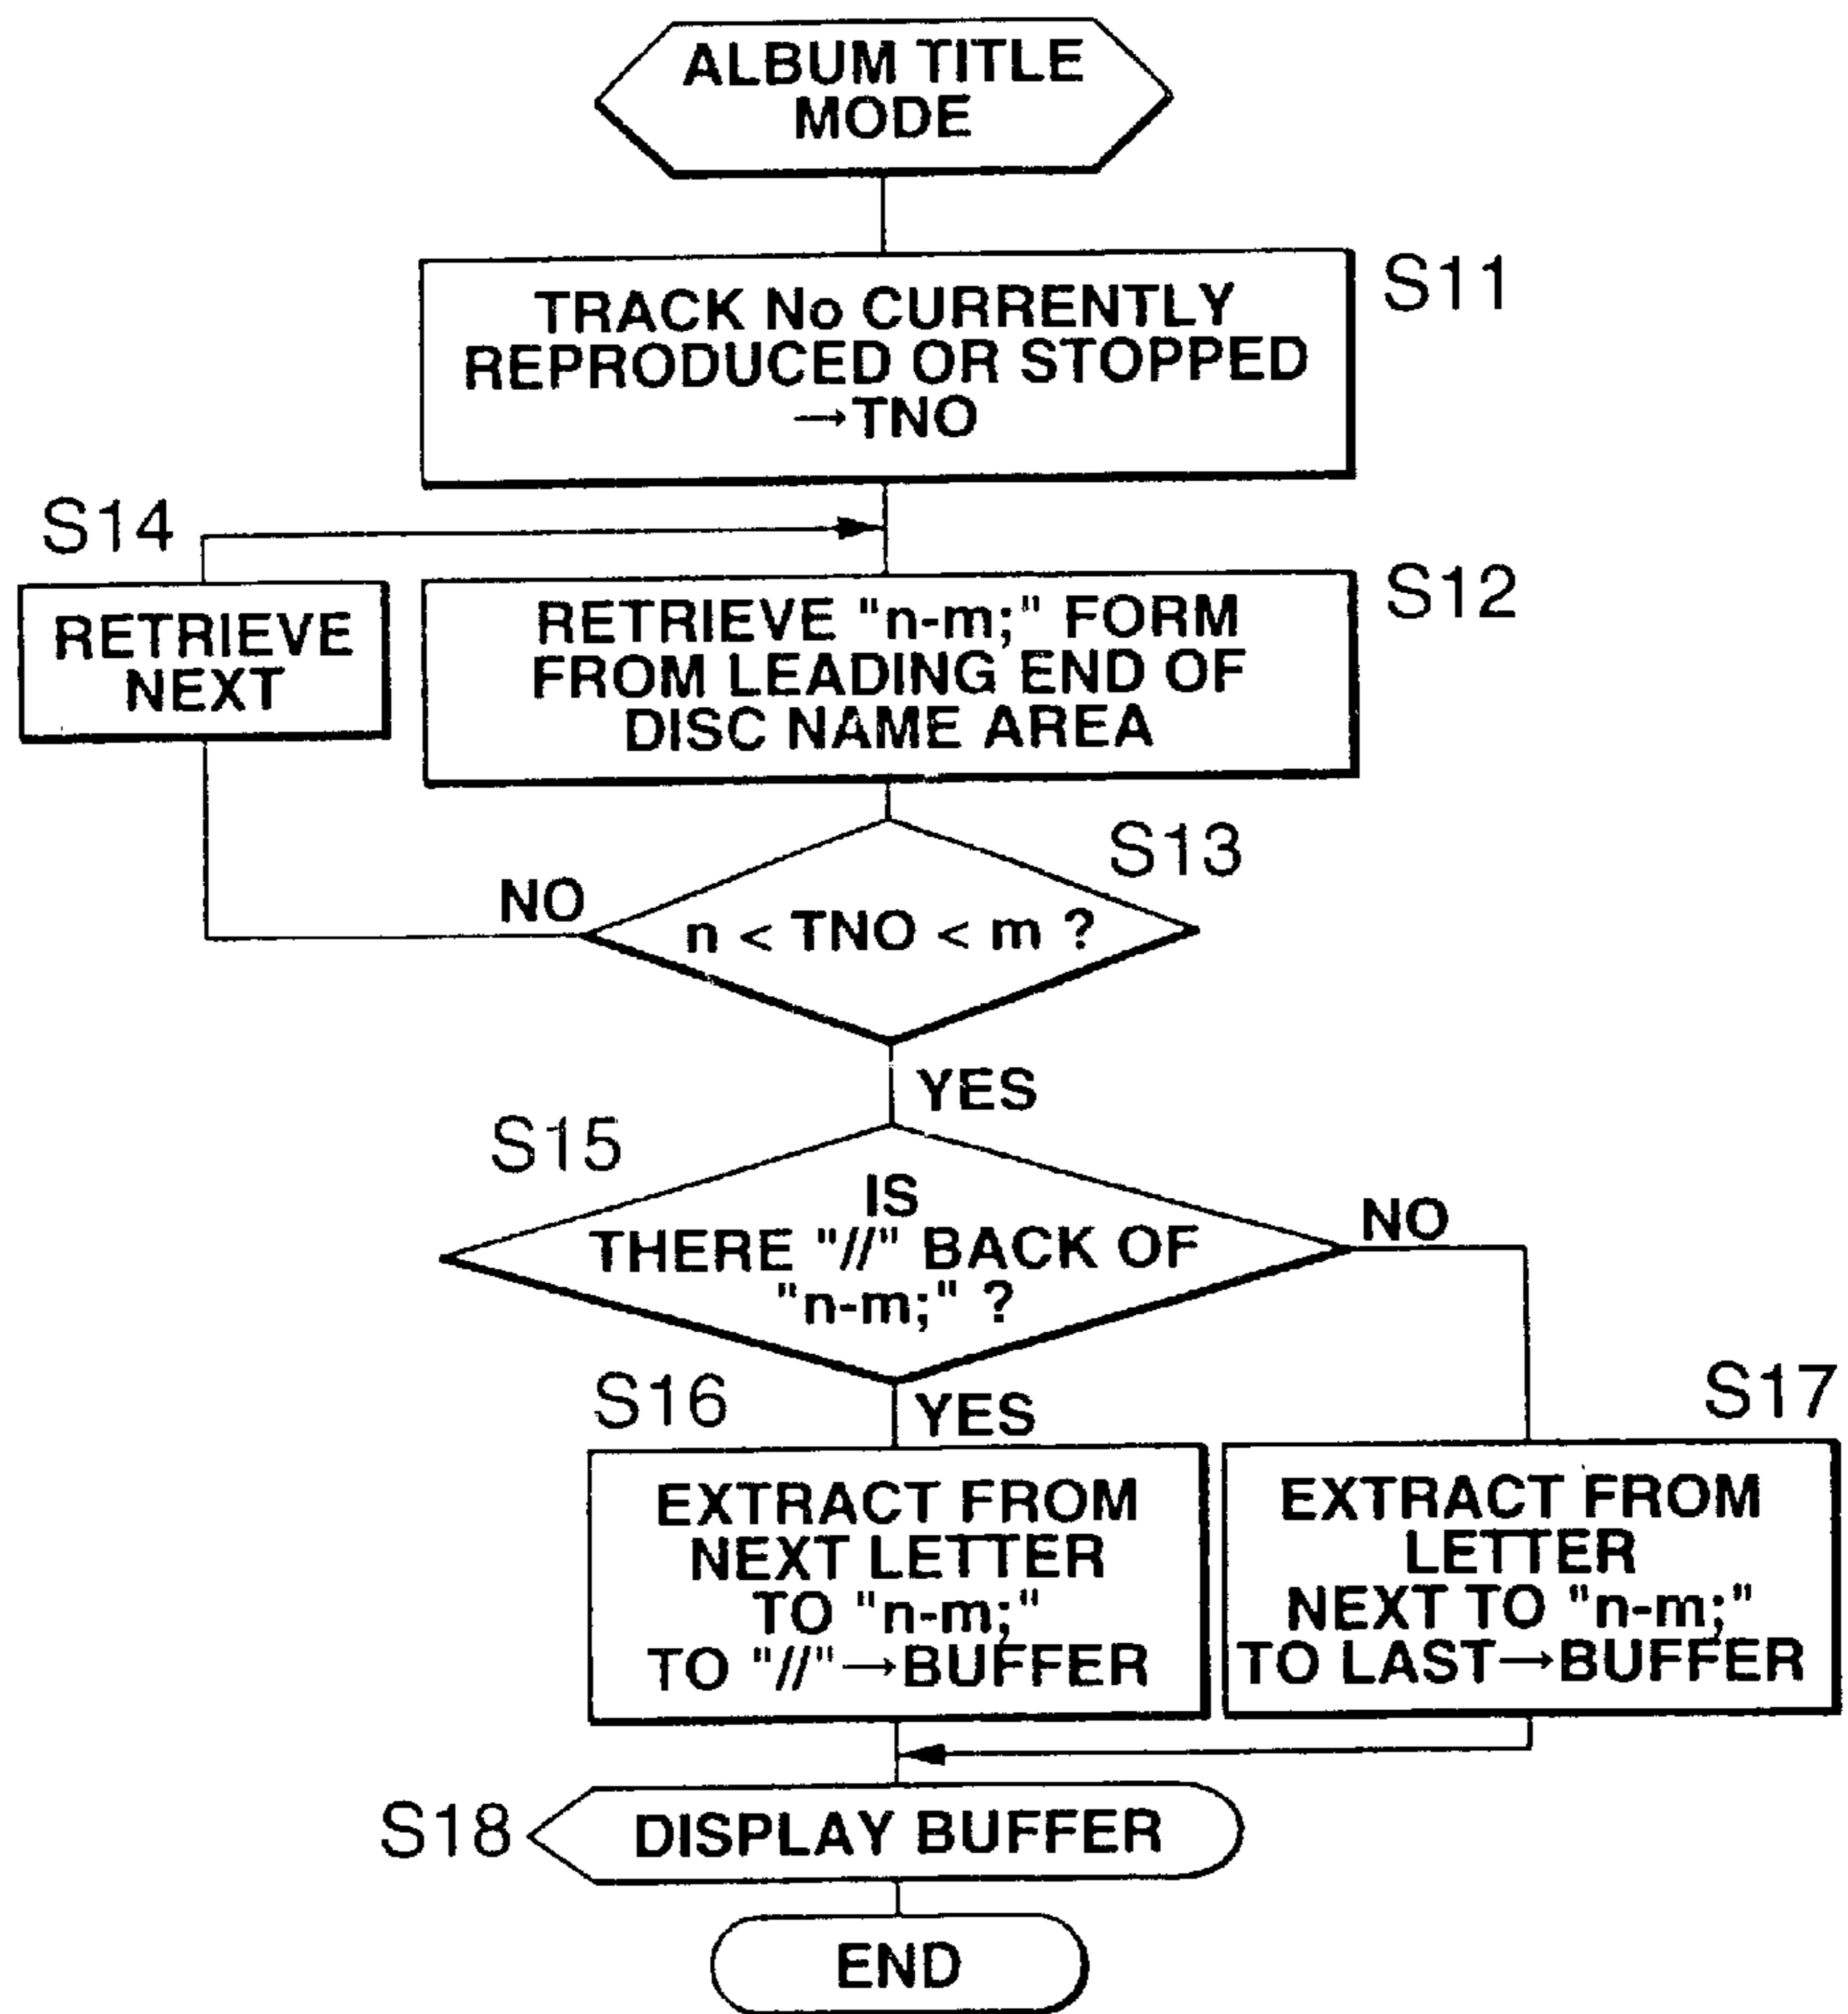 ALBUM TITLE
MODE
S11
TRACK No CURRENTLY
REPRODUCED OR STOPPED
→TNO
S14
RETRIEVE
NEXT
S12
RETRIEVE "n-m;" FORM
FROM LEADING END OF
DISC NAME AREA
S13
NO
n < TNO < m ?
YES
S15
IS
THERE "//" BACK OF
"n-m;" ?
NO
S16
YES
S17
EXTRACT FROM
NEXT LETTER
TO "n-m;"
TO "//"→BUFFER
EXTRACT FROM
LETTER
NEXT TO "n-m;"
TO LAST→BUFFER
S18
DISPLAY BUFFER
END